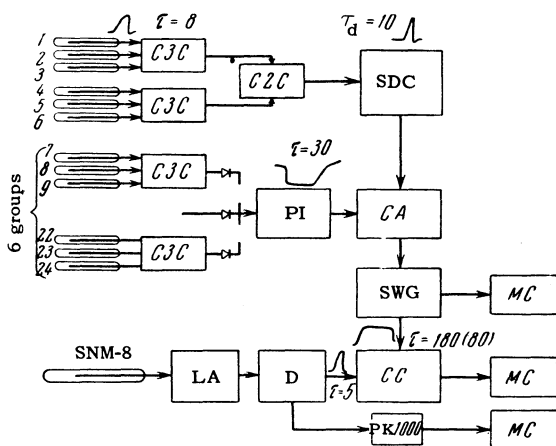 τ = 8
τd = 10
1
2
3
C3C
C2C
SDC
4
5
6
C3C
6 groups
7
8
9
C3C
τ=30
PI
CA
22
23
24
C3C
SWG
MC
SNM-8
τ = 180 (80)
LA
D
τ=5
CC
MC
PK1000
MC